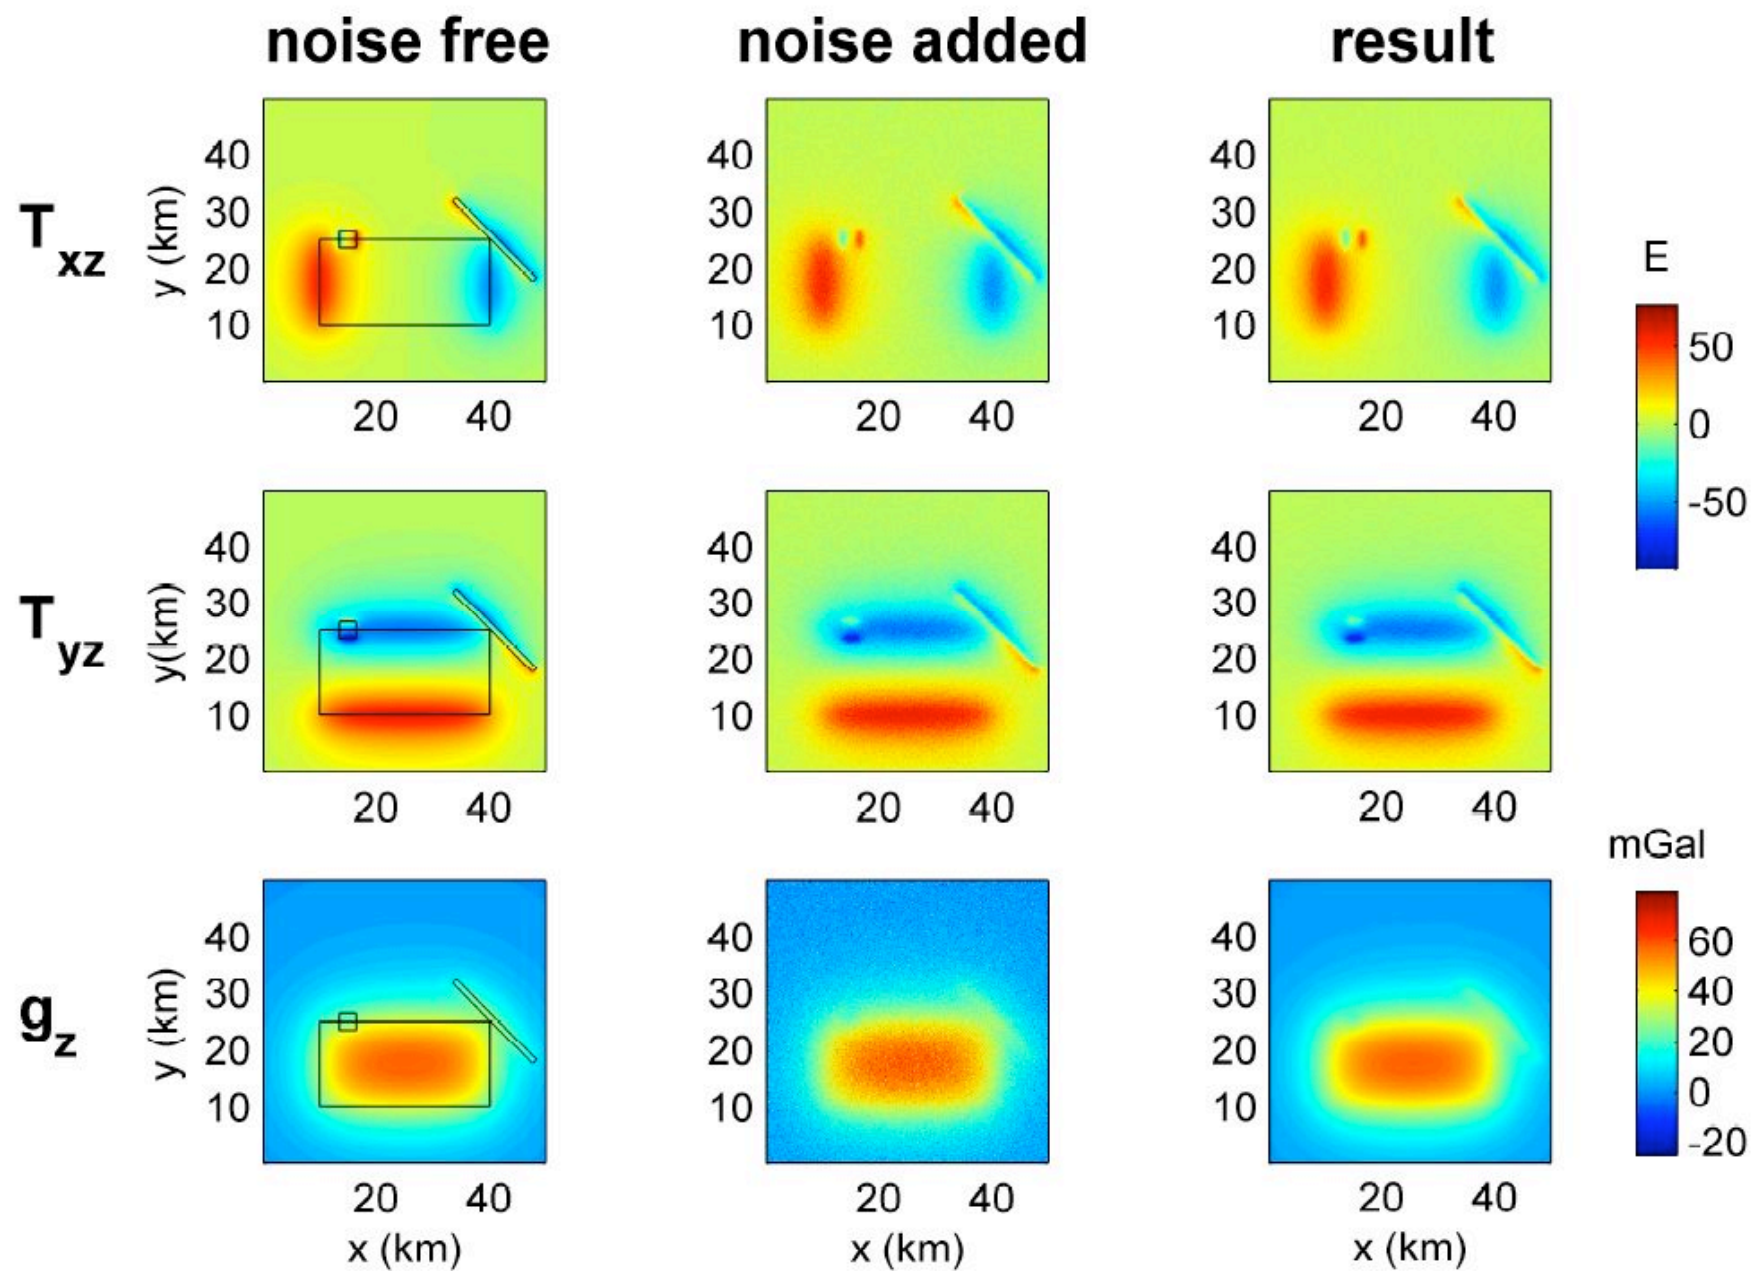 noise free noise added result
T xz
y (km)
40 40 40
30 30 30
20 20 20
10 10 10
20 40 20 40 20 40
E
50
0
-50
T yz
y(km)
40 40 40
30 30 30
20 20 20
10 10 10
20 40 20 40 20 40
mGal
g z
y (km)
40 40 40
30 30 30
20 20 20
10 10 10
20 40 20 40 20 40
x (km) x (km) x (km)
60
40
20
0
-20